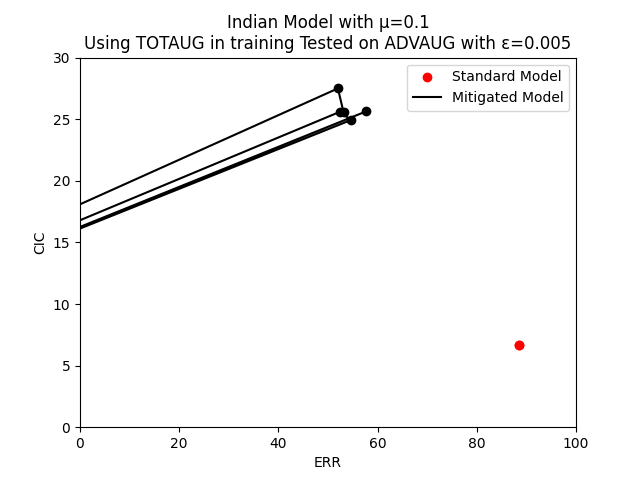 Indian Model with μ=0.1
Using TOTAUG in training Tested on ADVAUG with ε=0.005
Standard Model
Mitigated Model
30
25
20
15
10
5
0
CIC
0 20 40 60 80 100
ERR